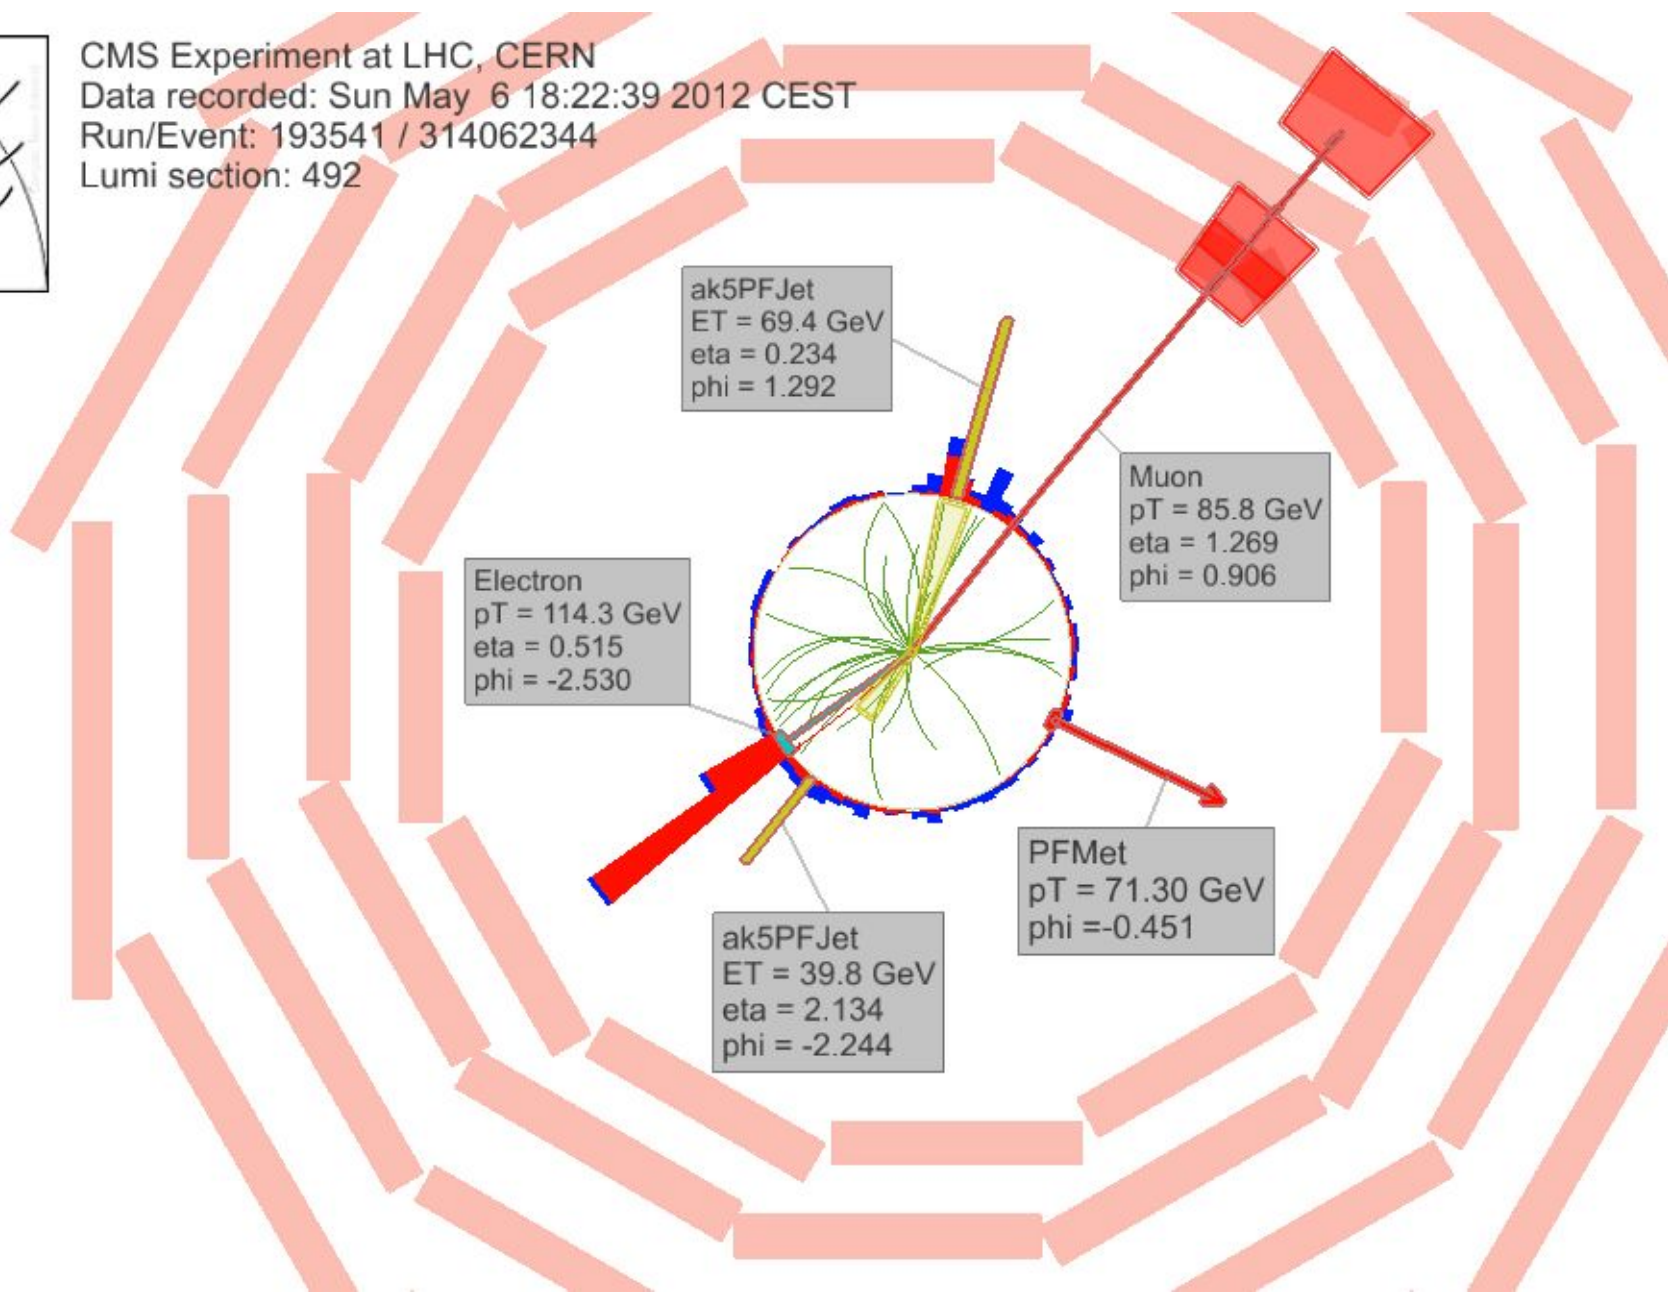 CMS Experiment at LHC, CERN
Data recorded: Sun May  6 18:22:39 2012 CEST
Run/Event: 193541 / 314062344
Lumi section: 492
ak5PFJet
ET = 69.4 GeV
eta = 0.234
phi = 1.292
Muon
pT = 85.8 GeV
eta = 1.269
phi = 0.906
Electron
pT = 114.3 GeV
eta = 0.515
phi = -2.530
PFMet
pT = 71.30 GeV
phi =-0.451
ak5PFJet
ET = 39.8 GeV
eta = 2.134
phi = -2.244